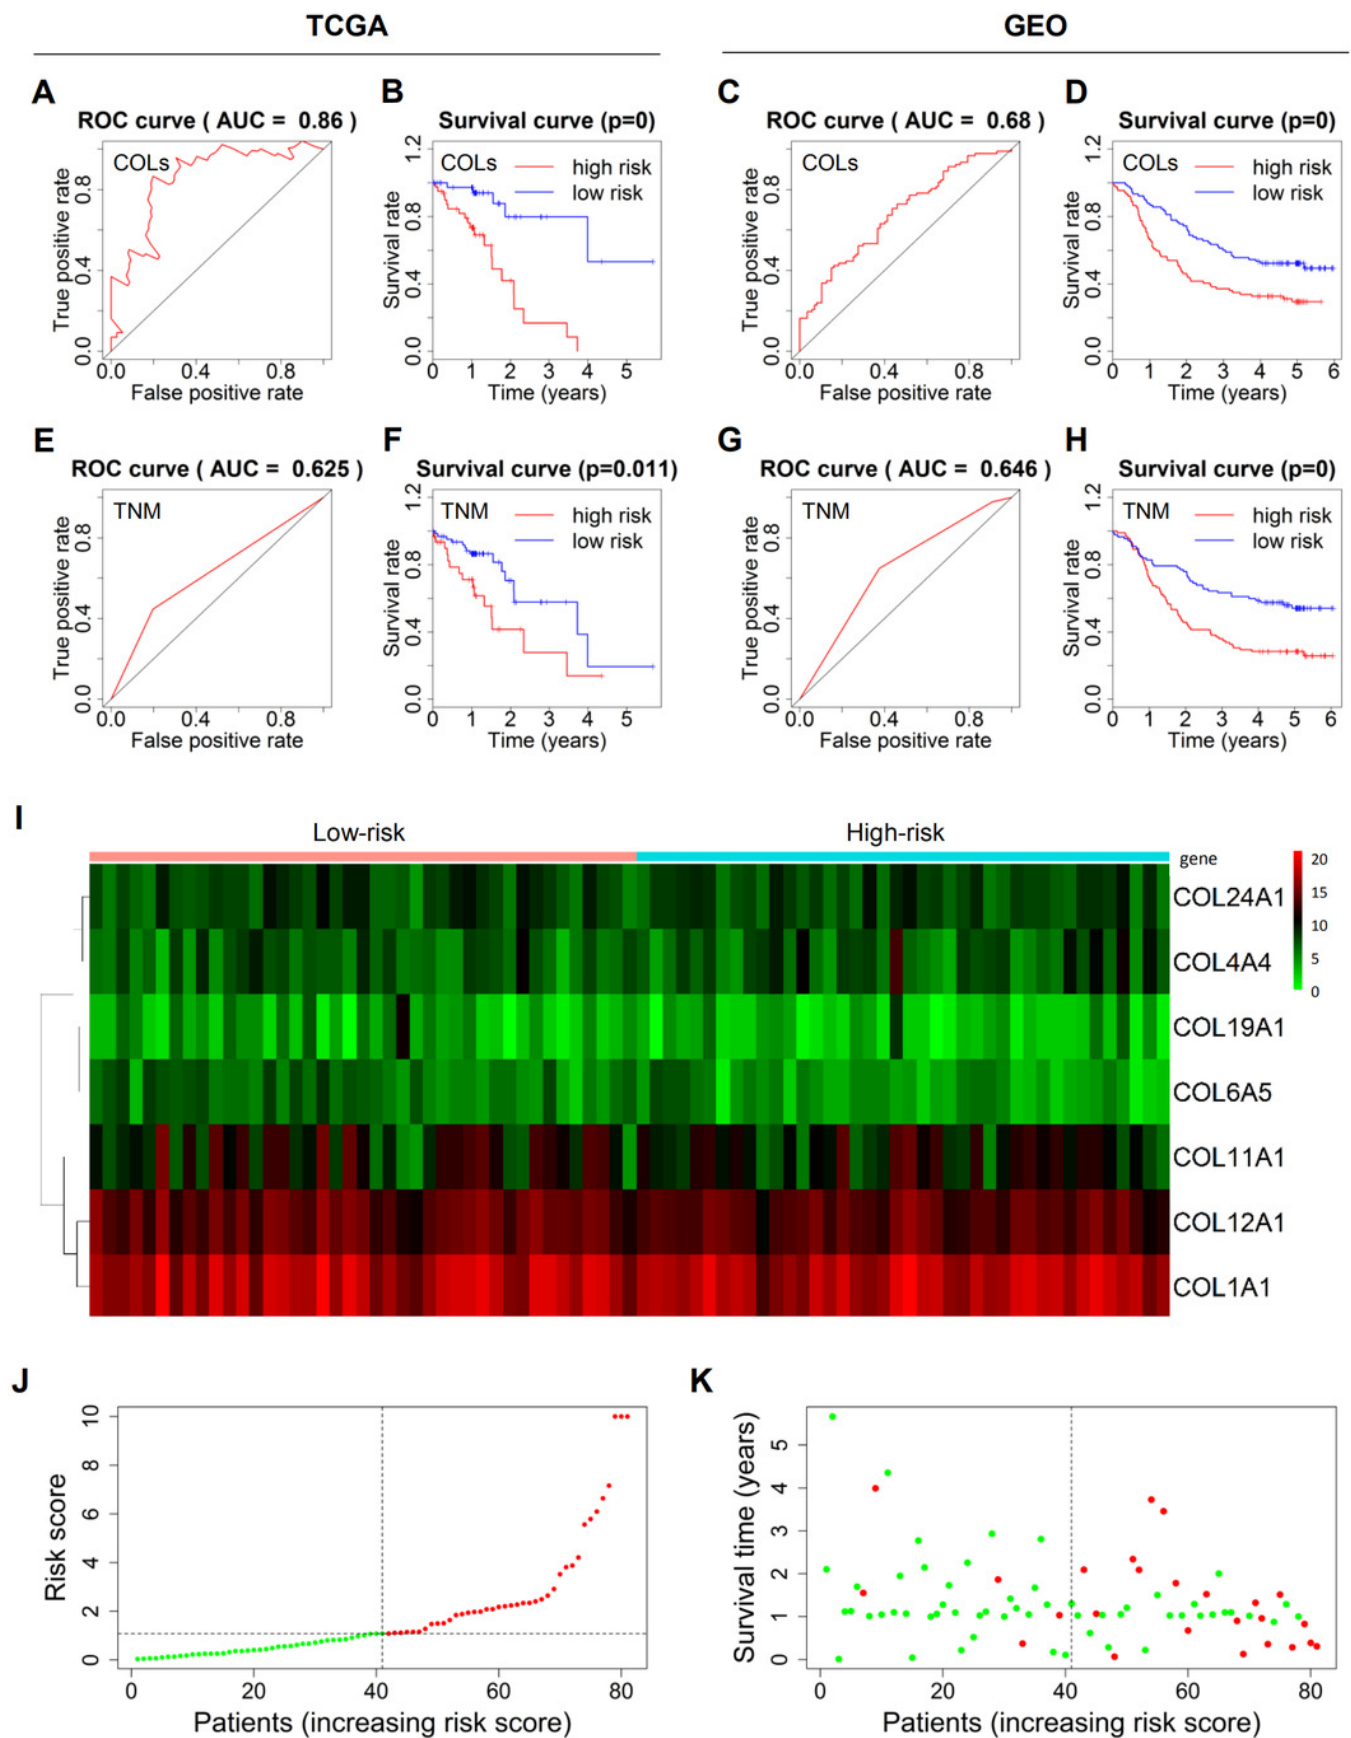 TCGA
GEO
A
ROC curve ( AUC = 0.86 )
COLs
True positive rate
0.0 0.4 0.8
0.0 0.4 0.8
False positive rate
B
Survival curve (p=0)
COLs
high risk
low risk
Survival rate
0.0 0.4 0.8 1.2
0 1 2 3 4 5
Time (years)
C
ROC curve ( AUC = 0.68 )
COLs
True positive rate
0.0 0.4 0.8
0.0 0.4 0.8
False positive rate
D
Survival curve (p=0)
COLs
high risk
low risk
Survival rate
0.0 0.4 0.8 1.2
0 1 2 3 4 5 6
Time (years)
E
ROC curve ( AUC = 0.625 )
TNM
True positive rate
0.0 0.4 0.8
0.0 0.4 0.8
False positive rate
F
Survival curve (p=0.011)
TNM
high risk
low risk
Survival rate
0.0 0.4 0.8 1.2
0 1 2 3 4 5
Time (years)
G
ROC curve ( AUC = 0.646 )
TNM
True positive rate
0.0 0.4 0.8
0.0 0.4 0.8
False positive rate
H
Survival curve (p=0)
TNM
high risk
low risk
Survival rate
0.0 0.4 0.8 1.2
0 1 2 3 4 5 6
Time (years)
I
Low-risk
High-risk
gene
COL24A1
COL4A4
COL19A1
COL6A5
COL11A1
COL12A1
COL1A1
20
15
10
5
0
J
Risk score
0 2 4 6 8 10
0 20 40 60 80
Patients (increasing risk score)
K
Survival time (years)
0 1 2 3 4 5
0 20 40 60 80
Patients (increasing risk score)